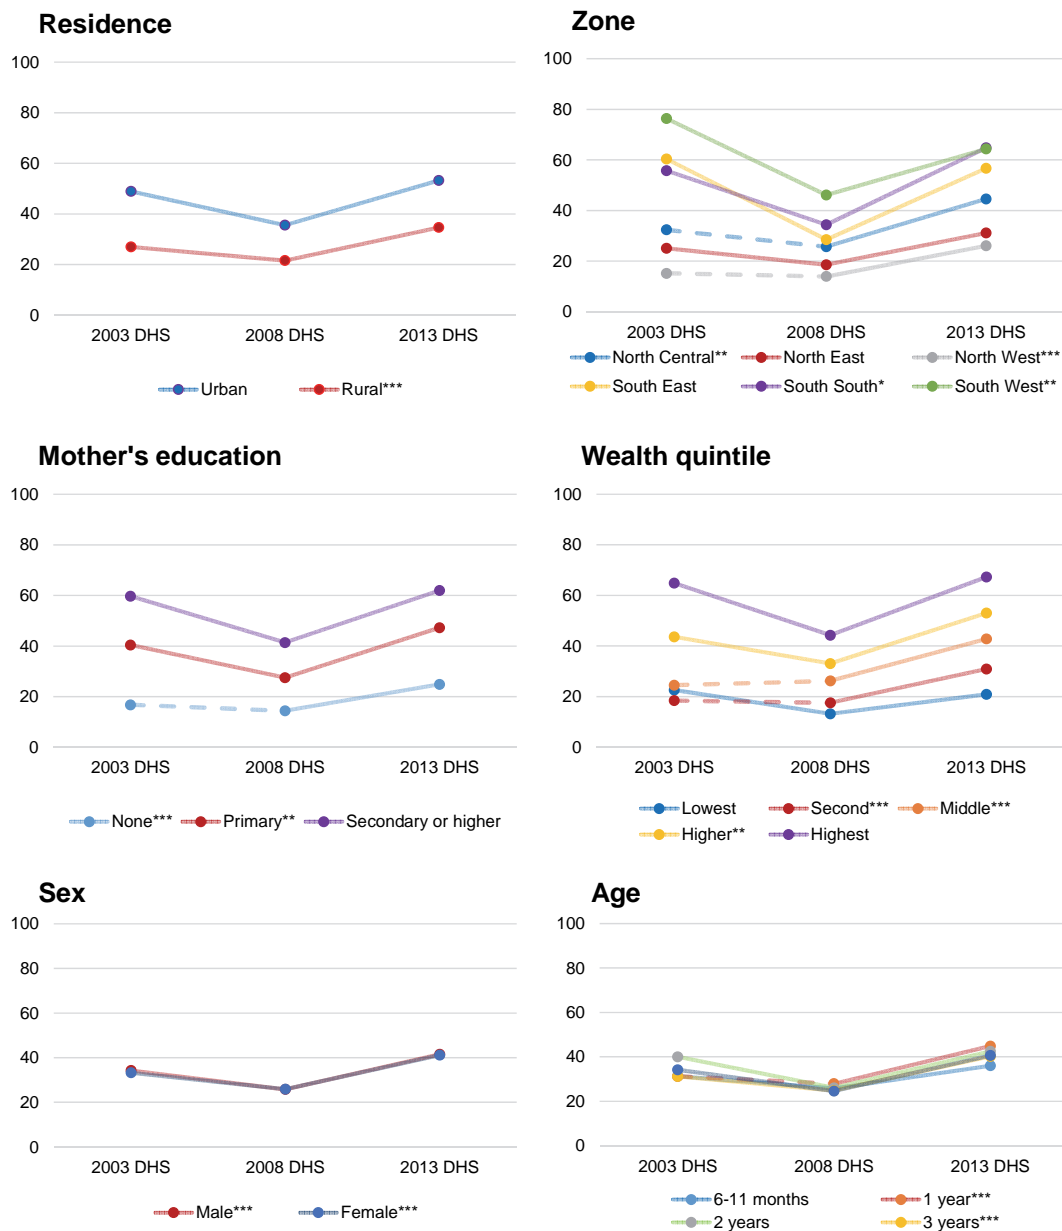 Residence
100
80
60
40
20
0
2003 DHS 2008 DHS 2013 DHS
Urban Rural***
Zone
100
80
60
40
20
0
2003 DHS 2008 DHS 2013 DHS
North Central** North East North West***
South East South South* South West**
Mother's education
100
80
60
40
20
0
2003 DHS 2008 DHS 2013 DHS
None*** Primary** Secondary or higher
Wealth quintile
100
80
60
40
20
0
2003 DHS 2008 DHS 2013 DHS
Lowest Second*** Middle***
Higher** Highest
Sex
100
80
60
40
20
0
2003 DHS 2008 DHS 2013 DHS
Male*** Female***
Age
100
80
60
40
20
0
2003 DHS 2008 DHS 2013 DHS
6-11 months 1 year***
2 years 3 years***